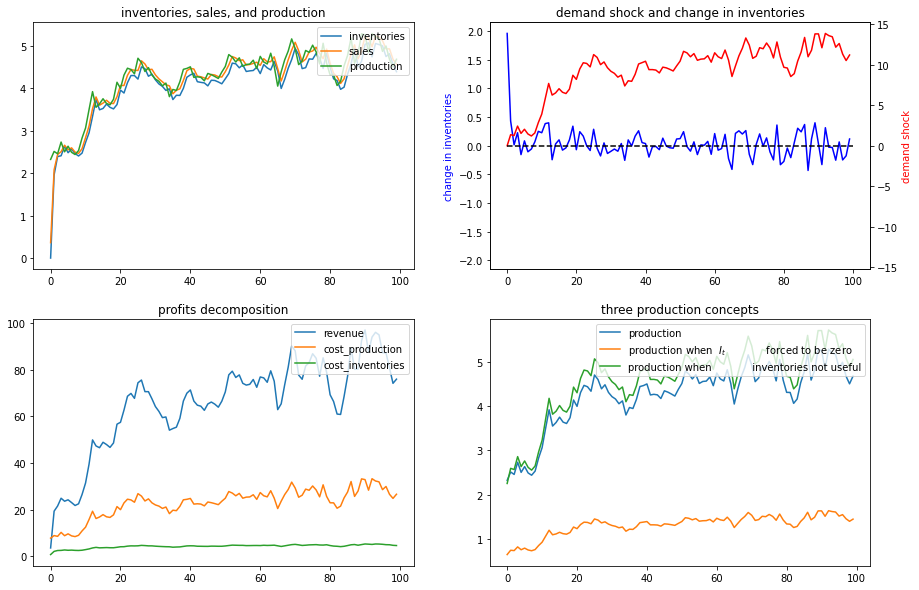 inventories, sales, and production
inventories
sales
production
5
4
3
2
1
0
0 20 40 60 80 100
demand shock and change in inventories
change in inventories
2.0
1.5
1.0
0.5
0.0
−0.5
−1.0
−1.5
−2.0
15
10
5
0
−5
−10
−15
demand shock
0 20 40 60 80 100
profits decomposition
revenue
cost_production
cost_inventories
100
80
60
40
20
0
0 20 40 60 80 100
three production concepts
production
production when I_t forced to be zero
production when inventories not useful
5
4
3
2
1
0 20 40 60 80 100